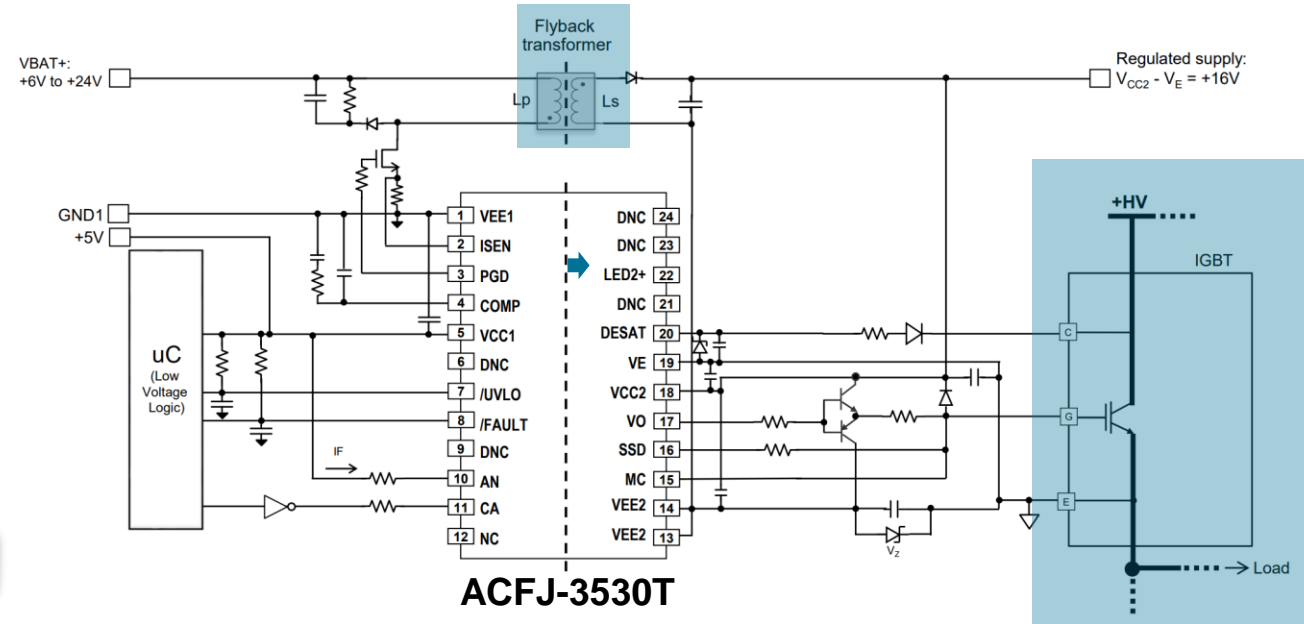 Flyback
transformer
VBAT+:
+6V to +24V
Regulated supply:
VCC2 - VE = +16V
Lp
Ls
+HV
IGBT
GND1
+5V
1 VEE1
2 ISEN
3 PGD
4 COMP
5 VCC1
6 DNC
7 /UVLO
8 /FAULT
9 DNC
10 AN
11 CA
12 NC
DNC 24
DNC 23
LED2+ 22
DNC 21
DESAT 20
VE 19
VCC2 18
VO 17
SSD 16
MC 15
VEE2 14
VEE2 13
uC
(Low
Voltage
Logic)
IF
C
G
E
VZ
Load
ACFJ-3530T